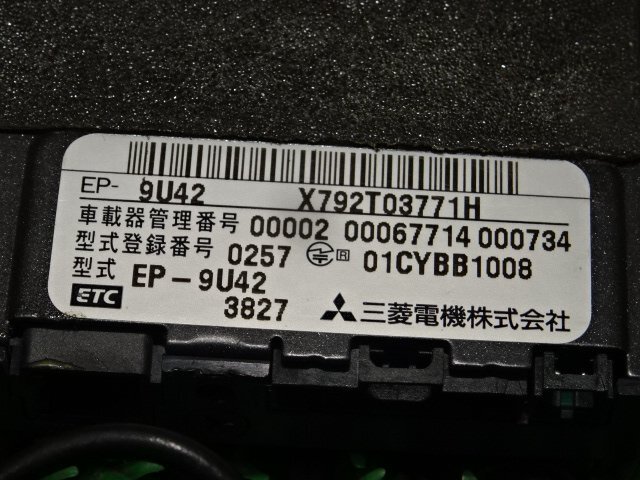 EP- 9U42 X792T03771H
車載器管理番号 00002 00067714 000734
型式登録番号 0257 R 01CYBB1008
型式 EP-9U42
ETC 3827 三菱電機株式会社